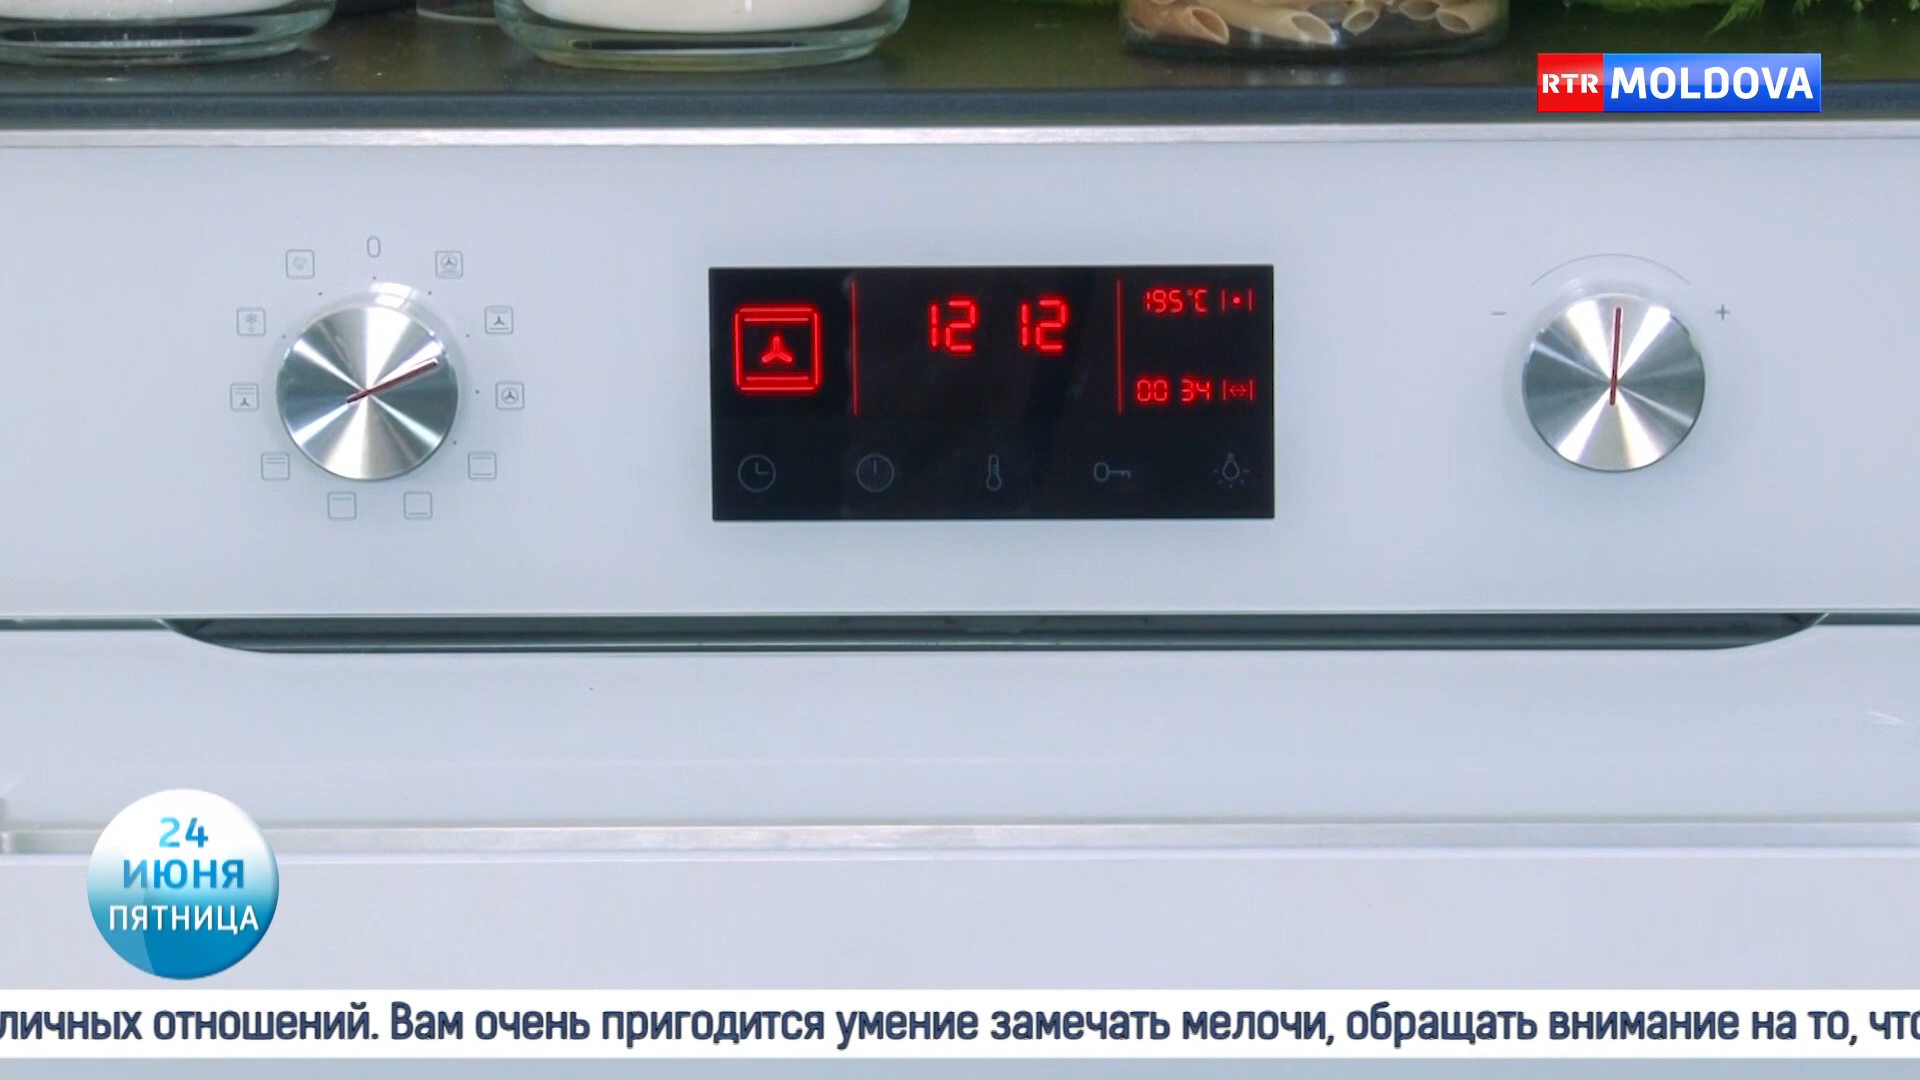 RTR MOLDOVA
0
12 12
195°C
00 34
- +
24
ИЮНЯ
ПЯТНИЦА
личных отношений. Вам очень пригодится умение замечать мелочи, обращать внимание на то, что